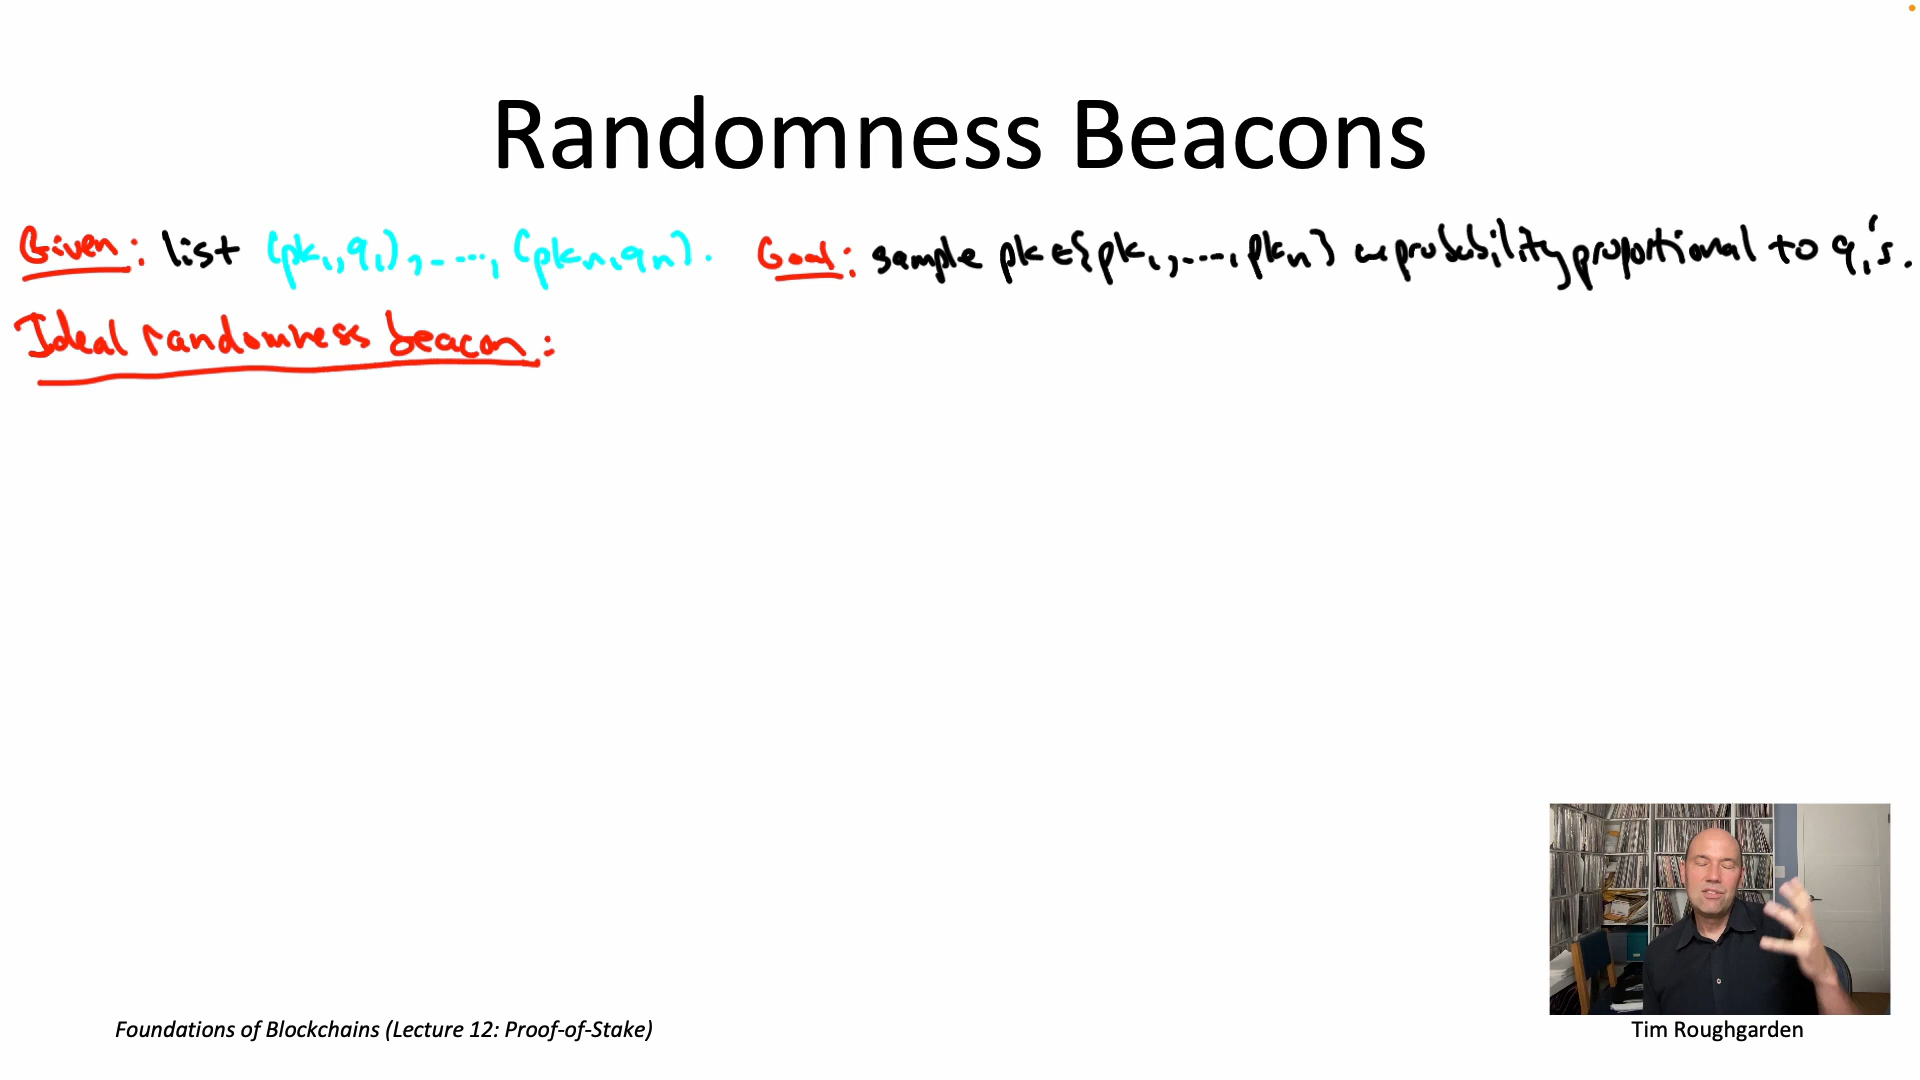 Randomness Beacons
Given: list (pk₁,q₁),...,(pkₙ,qₙ). Goal: sample pk∈{pk₁,...,pkₙ} w/probability proportional to qᵢ's.
Ideal randomness beacon:
Foundations of Blockchains (Lecture 12: Proof-of-Stake)
Tim Roughgarden